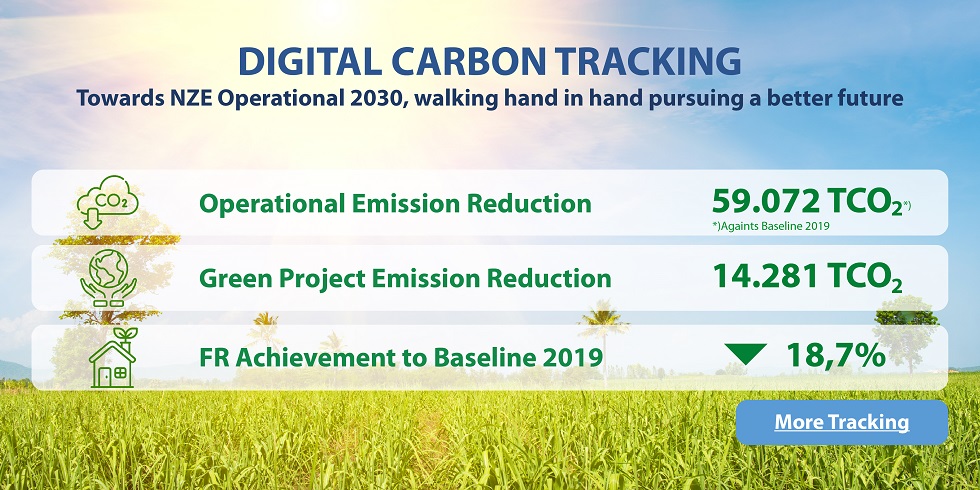 DIGITAL CARBON TRACKING
Towards NZE Operational 2030, walking hand in hand pursuing a better future
CO2
Operational Emission Reduction
59.072 TCO2*)
*)Againts Baseline 2019
Green Project Emission Reduction
14.281 TCO2
FR Achievement to Baseline 2019
18,7%
More Tracking